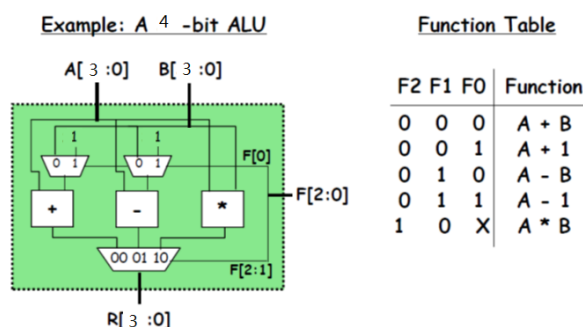 Example: A 4 -bit ALU
Function Table
A[ 3 :0] B[ 3 :0]
F2 F1 F0 Function
0 0 0 A + B
0 0 1 A + 1
0 1 0 A - B
0 1 1 A - 1
1 0 X A * B
1 1
0 1 0 1 F[0]
F[2:0]
+ - *
00 01 10 F[2:1]
R[ 3 :0]